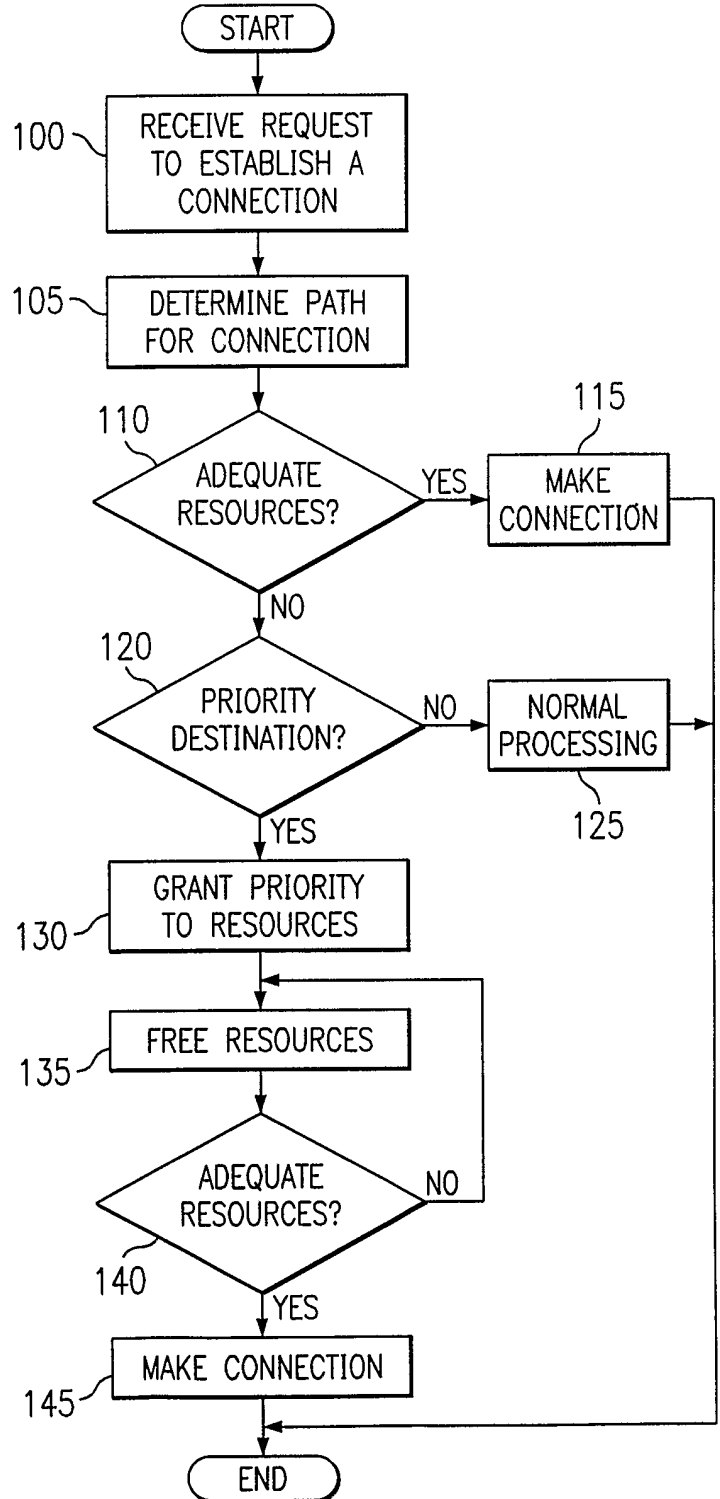 START
100
RECEIVE REQUEST
TO ESTABLISH A
CONNECTION
105
DETERMINE PATH
FOR CONNECTION
110
ADEQUATE
RESOURCES?
YES
115
MAKE
CONNECTION
NO
120
PRIORITY
DESTINATION?
NO
NORMAL
PROCESSING
125
YES
GRANT PRIORITY
TO RESOURCES
130
FREE RESOURCES
135
ADEQUATE
RESOURCES?
NO
140
YES
MAKE CONNECTION
145
END